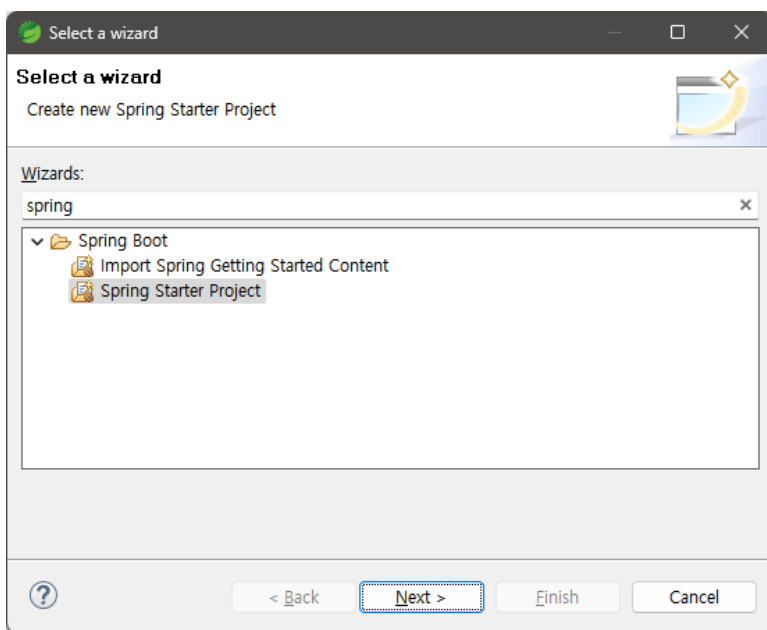 Select a wizard
Select a wizard
Create new Spring Starter Project
Wizards:
spring
Spring Boot
Import Spring Getting Started Content
Spring Starter Project
< Back Next > Finish Cancel